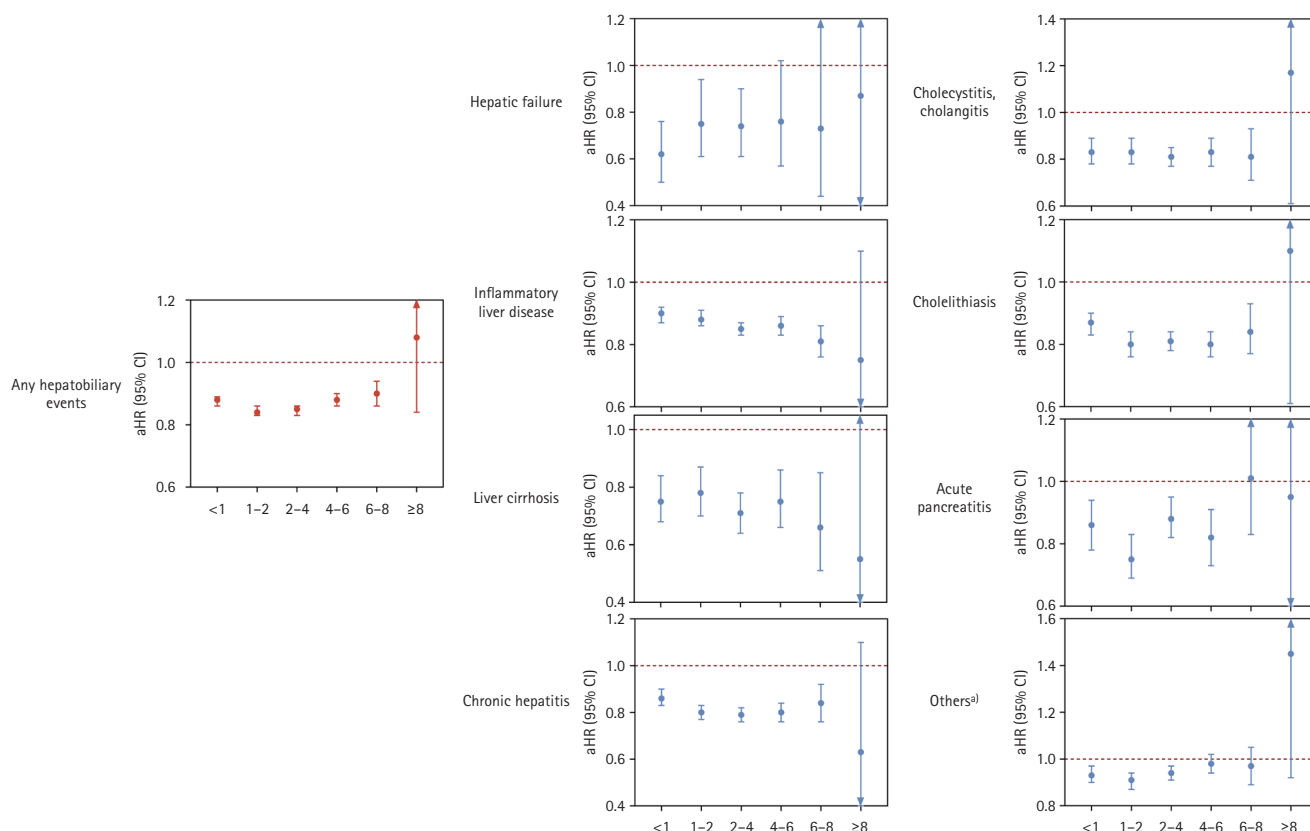 Any hepatobiliary
events
aHR (95% CI)
1.2
1.0
0.8
0.6
<1
1–2
2–4
4–6
6–8
≥8
Hepatic failure
aHR (95% CI)
1.2
1.0
0.8
0.6
0.4
Inflammatory
liver disease
aHR (95% CI)
1.2
1.0
0.8
0.6
Liver cirrhosis
aHR (95% CI)
1.0
0.8
0.6
0.4
Chronic hepatitis
aHR (95% CI)
1.2
1.0
0.8
0.6
0.4
<1
1–2
2–4
4–6
6–8
≥8
Cholecystitis,
cholangitis
aHR (95% CI)
1.4
1.2
1.0
0.8
0.6
Cholelithiasis
aHR (95% CI)
1.2
1.0
0.8
0.6
Acute
pancreatitis
aHR (95% CI)
1.2
1.0
0.8
0.6
Others a)
aHR (95% CI)
1.6
1.4
1.2
1.0
0.8
<1
1–2
2–4
4–6
6–8
≥8